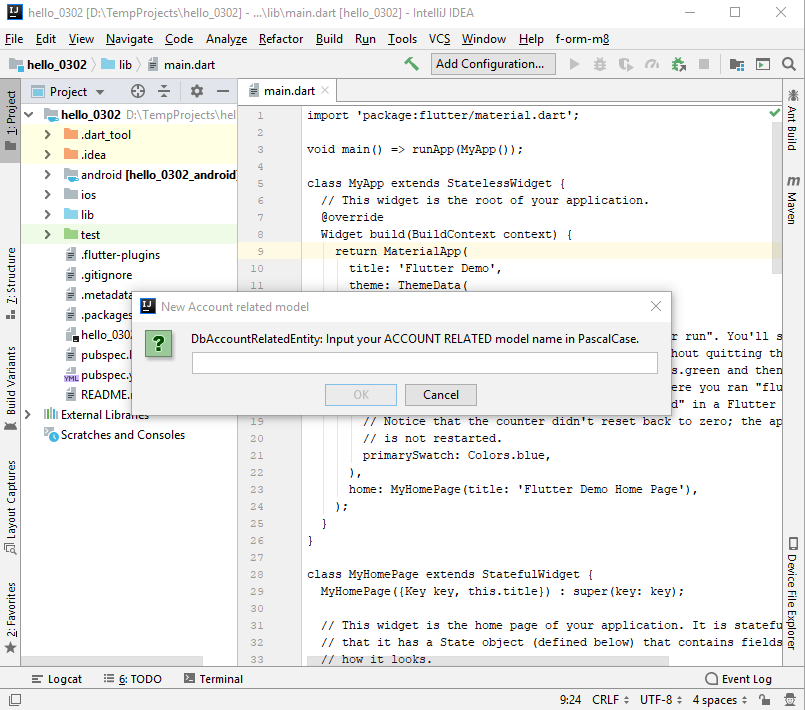 hello_0302 [D:\TempProjects\hello_0302] - ...\lib\main.dart [hello_0302] - IntelliJ IDEA
File Edit View Navigate Code Analyze Refactor Build Run Tools VCS Window Help f-orm-m8
hello_0302 lib main.dart Add Configuration...
1: Project
Z: Structure
Build Variants
Layout Captures
2: Favorites
Project
hello_0302 D:\TempProjects\hel
.dart_tool
.idea
android [hello_0302_android]
ios
lib
test
.flutter-plugins
.gitignore
.metadata
.packages
hello_030
pubspec.
pubspec.y
README.
External Libraries
Scratches and Consoles
main.dart
1 import 'package:flutter/material.dart';
2
3 void main() => runApp(MyApp());
4
5 class MyApp extends StatelessWidget {
6 // This widget is the root of your application.
7 @override
8 Widget build(BuildContext context) {
9 return MaterialApp(
10 title: 'Flutter Demo',
11 theme: ThemeData(
r run". You'll s
hout quitting th
s.green and then
ere you ran "flu
d" in a Flutter
19 // Notice that the counter didn't reset back to zero; the ap
20 // is not restarted.
21 primarySwatch: Colors.blue,
22 ),
23 home: MyHomePage(title: 'Flutter Demo Home Page'),
24 );
25 }
26 }
27
28 class MyHomePage extends StatefulWidget {
29 MyHomePage({Key key, this.title}) : super(key: key);
30
31 // This widget is the home page of your application. It is statefu
32 // that it has a State object (defined below) that contains fields
33 // how it looks.
New Account related model
DbAccountRelatedEntity: Input your ACCOUNT RELATED model name in PascalCase.
OK Cancel
Ant Build
Maven
Device File Explorer
Logcat 6: TODO Terminal Event Log
9:24 CRLF UTF-8 4 spaces